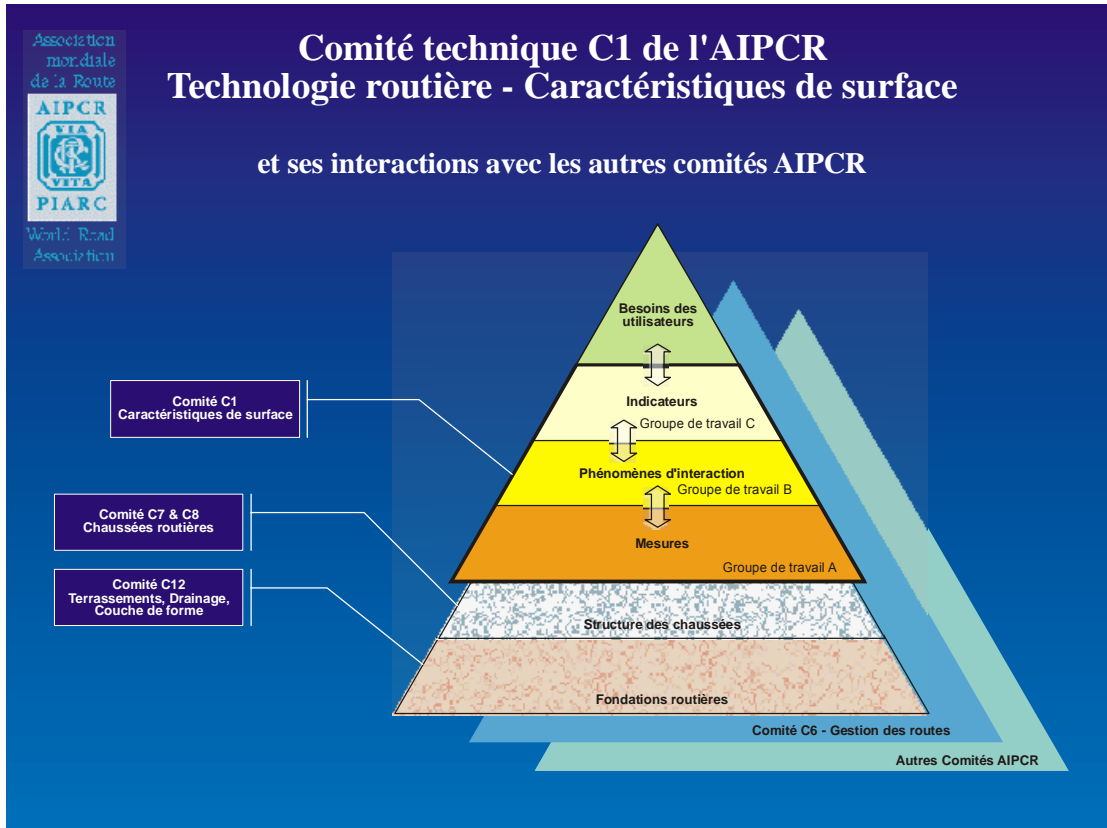 Association
mondiale
de la Route
AIPCR
VIA
VITA
PIARC
World Road
Association
Comité technique C1 de l'AIPCR
Technologie routière - Caractéristiques de surface
et ses interactions avec les autres comités AIPCR
Besoins des
utilisateurs
Indicateurs
Groupe de travail C
Phénomènes d'interaction
Groupe de travail B
Mesures
Groupe de travail A
Structure des chaussées
Fondations routières
Comité C6 - Gestion des routes
Autres Comités AIPCR
Comité C1
Caractéristiques de surface
Comité C7 & C8
Chaussées routières
Comité C12
Terrassements, Drainage,
Couche de forme